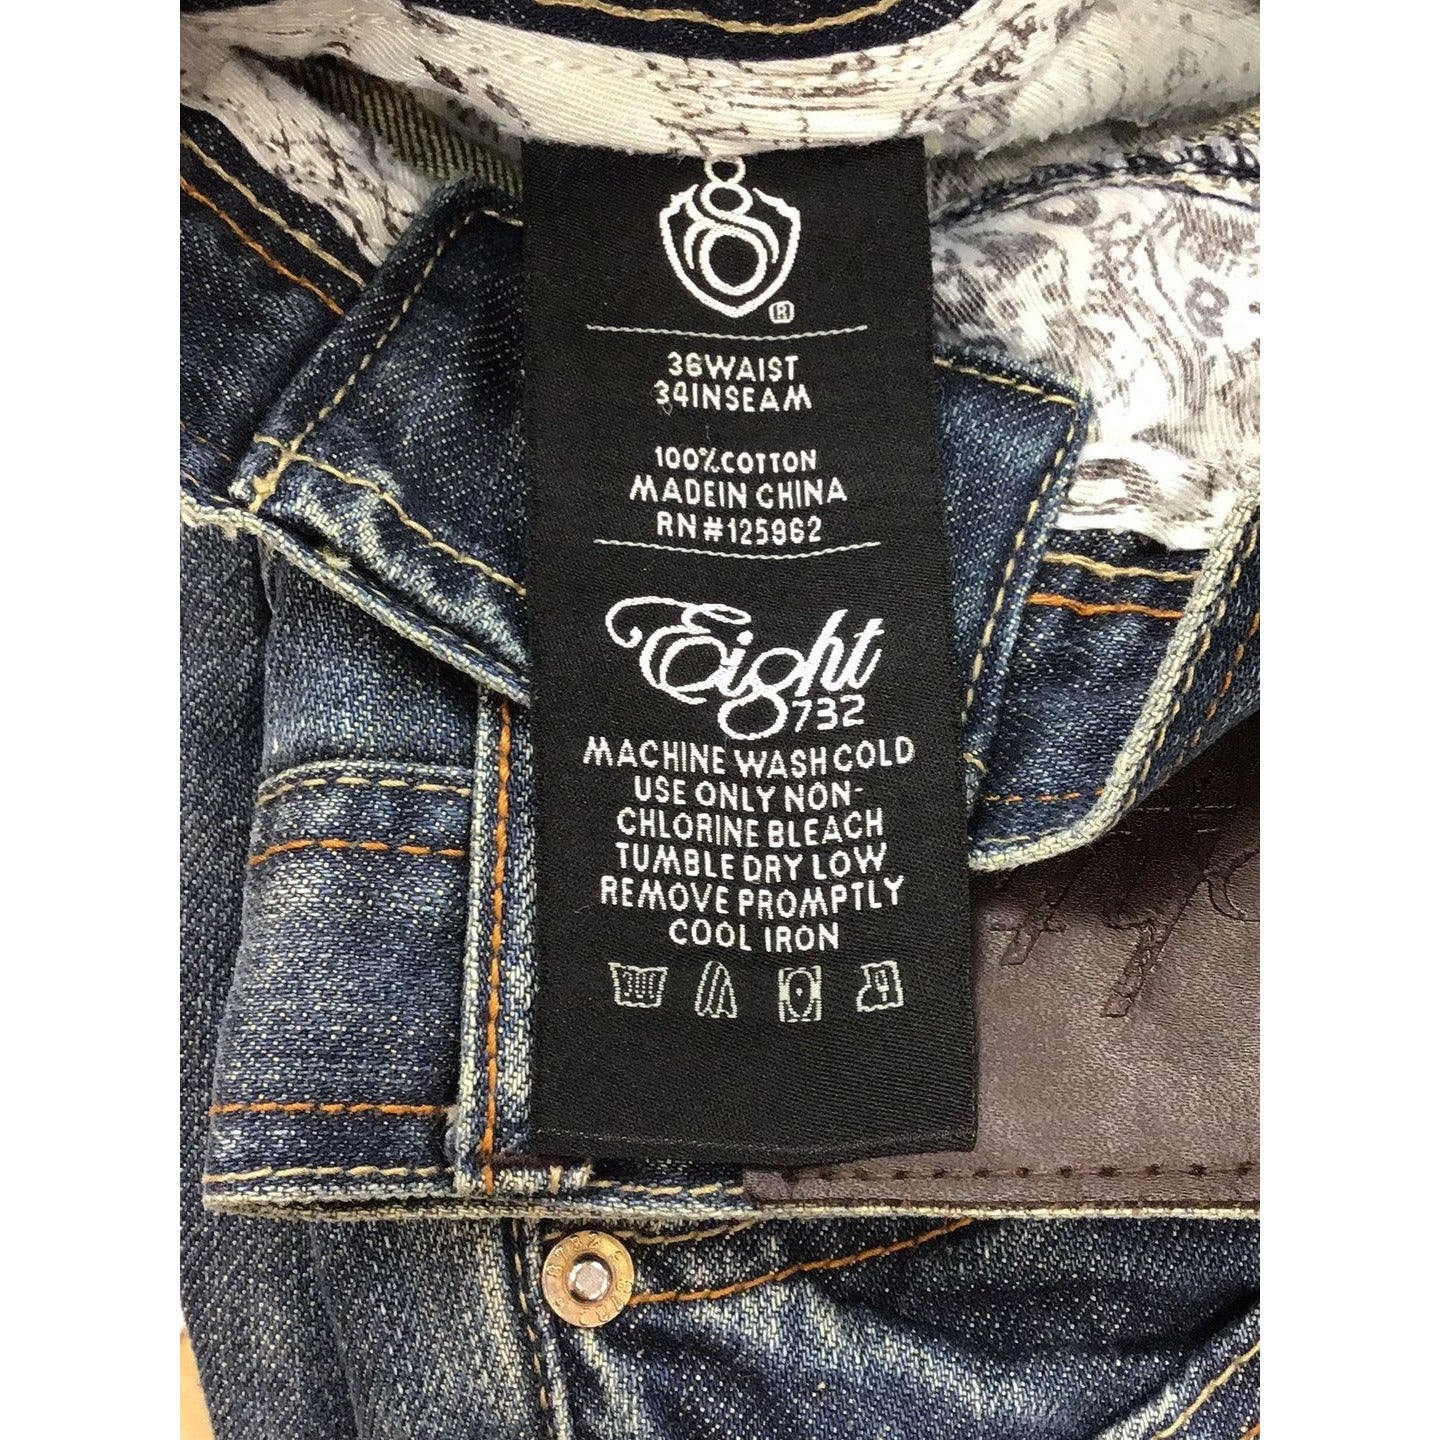 ®
36WAIST
34INSEAM
100%COTTON
MADEIN CHINA
RN#125962
Eight
732
MACHINE WASH COLD
USE ONLY NON-
CHLORINE BLEACH
TUMBLE DRY LOW
REMOVE PROMPTLY
COOL IRON